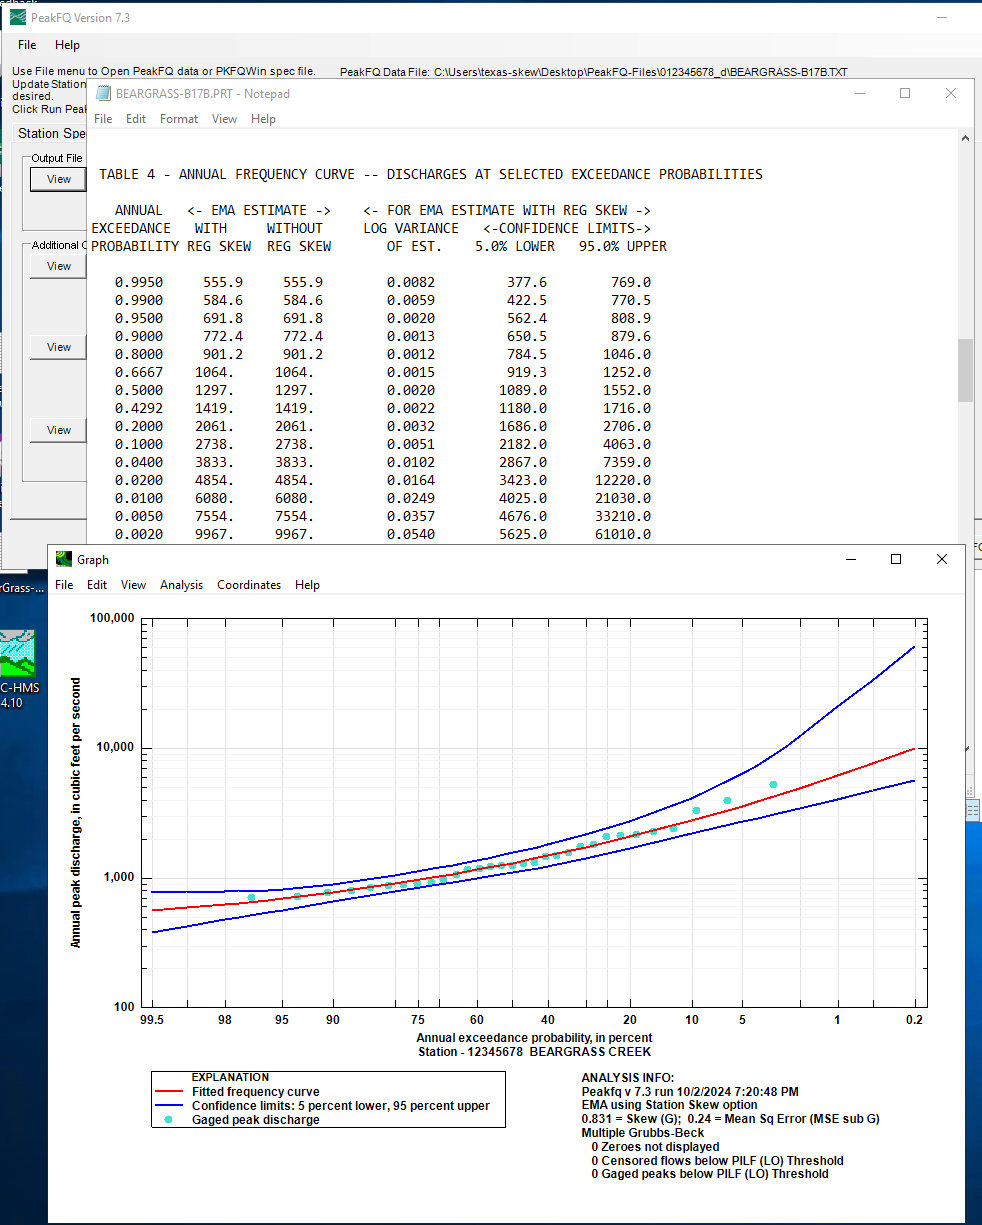 PeakFQ Version 7.3
File Help
Use File menu to Open PeakFQ data or PKFQWin spec file. PeakFQ Data File: C:\Users\texas-skew\Desktop\PeakFQ-Files\012345678_d\BEARGRASS-B17B.TXT
Update Station
desired.
Click Run Peak
Station Spe
Output File
View
Additional O
View
View
View
BEARGRASS-B17B.PRT - Notepad
File Edit Format View Help
TABLE 4 - ANNUAL FREQUENCY CURVE -- DISCHARGES AT SELECTED EXCEEDANCE PROBABILITIES
ANNUAL <- EMA ESTIMATE -> <- FOR EMA ESTIMATE WITH REG SKEW ->
EXCEEDANCE WITH WITHOUT LOG VARIANCE <-CONFIDENCE LIMITS->
PROBABILITY REG SKEW REG SKEW OF EST. 5.0% LOWER 95.0% UPPER
0.9950 555.9 555.9 0.0082 377.6 769.0
0.9900 584.6 584.6 0.0059 422.5 770.5
0.9500 691.8 691.8 0.0020 562.4 808.9
0.9000 772.4 772.4 0.0013 650.5 879.6
0.8000 901.2 901.2 0.0012 784.5 1046.0
0.6667 1064. 1064. 0.0015 919.3 1252.0
0.5000 1297. 1297. 0.0020 1089.0 1552.0
0.4292 1419. 1419. 0.0022 1180.0 1716.0
0.2000 2061. 2061. 0.0032 1686.0 2706.0
0.1000 2738. 2738. 0.0051 2182.0 4063.0
0.0400 3833. 3833. 0.0102 2867.0 7359.0
0.0200 4854. 4854. 0.0164 3423.0 12220.0
0.0100 6080. 6080. 0.0249 4025.0 21030.0
0.0050 7554. 7554. 0.0357 4676.0 33210.0
0.0020 9967. 9967. 0.0540 5625.0 61010.0
rGrass-...
C-HMS
4.10
Graph
File Edit View Analysis Coordinates Help
Annual peak discharge, in cubic feet per second
100,000
10,000
1,000
100
99.5 98 95 90 75 60 40 20 10 5 1 0.2
Annual exceedance probability, in percent
Station - 12345678 BEARGRASS CREEK
EXPLANATION
Fitted frequency curve
Confidence limits: 5 percent lower, 95 percent upper
Gaged peak discharge
ANALYSIS INFO:
Peakfq v 7.3 run 10/2/2024 7:20:48 PM
EMA using Station Skew option
0.831 = Skew (G); 0.24 = Mean Sq Error (MSE sub G)
Multiple Grubbs-Beck
0 Zeroes not displayed
0 Censored flows below PILF (LO) Threshold
0 Gaged peaks below PILF (LO) Threshold